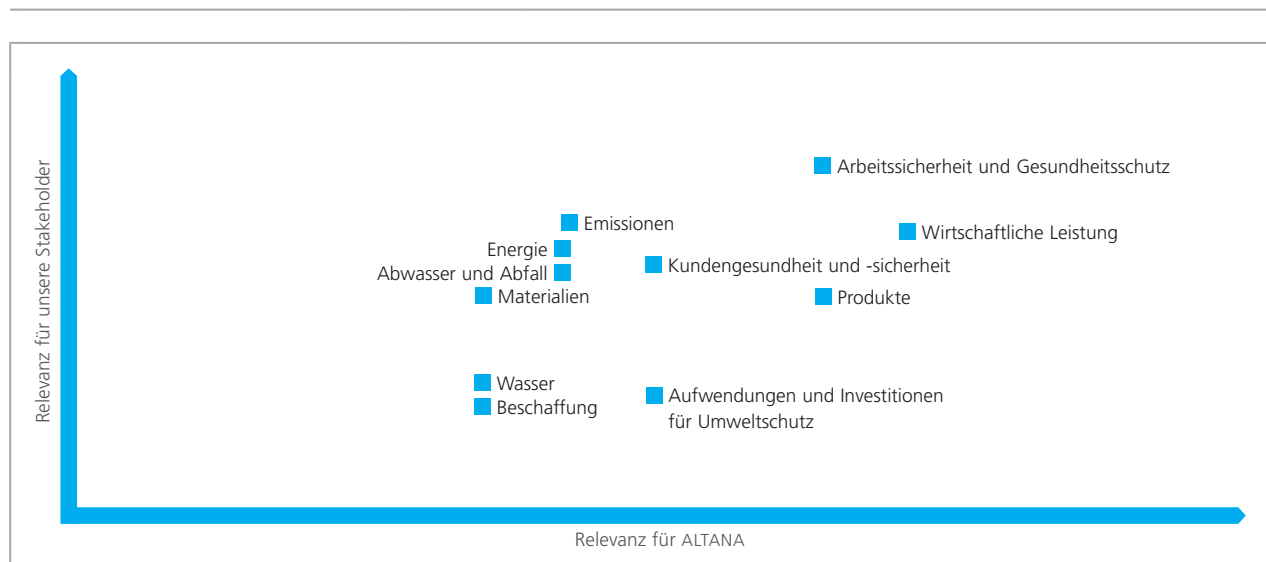 Relevanz für unsere Stakeholder
Arbeitssicherheit und Gesundheitsschutz
Emissionen
Wirtschaftliche Leistung
Energie
Kundengesundheit und -sicherheit
Abwasser und Abfall
Materialien
Produkte
Wasser
Aufwendungen und Investitionen
für Umweltschutz
Beschaffung
Relevanz für ALTANA